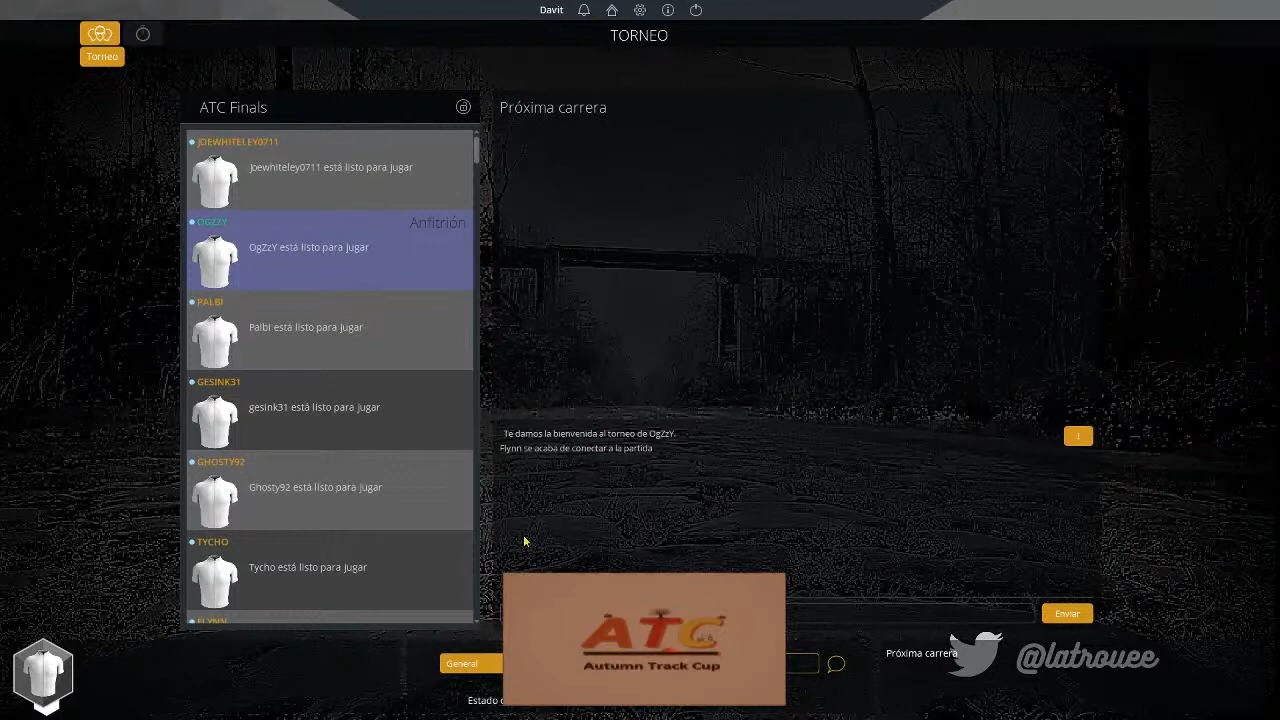 Davit
TORNEO
Torneo
ATC Finals
Próxima carrera
JOEWHITELEY0711
Joewhiteley0711 está listo para jugar
OGZZY
Anfitrión
OgZzY está listo para jugar
PALBI
Palbi está listo para jugar
GESINK31
gesink31 está listo para jugar
GHOSTY92
Ghosty92 está listo para jugar
TYCHO
Tycho está listo para jugar
FLYNN
Te damos la bienvenida al torneo de OgZzY.
Flynn se acaba de conectar a la partida
!
Enviar
ATC
Autumn Track Cup
General
Próxima carrera
@latrouee
Estado